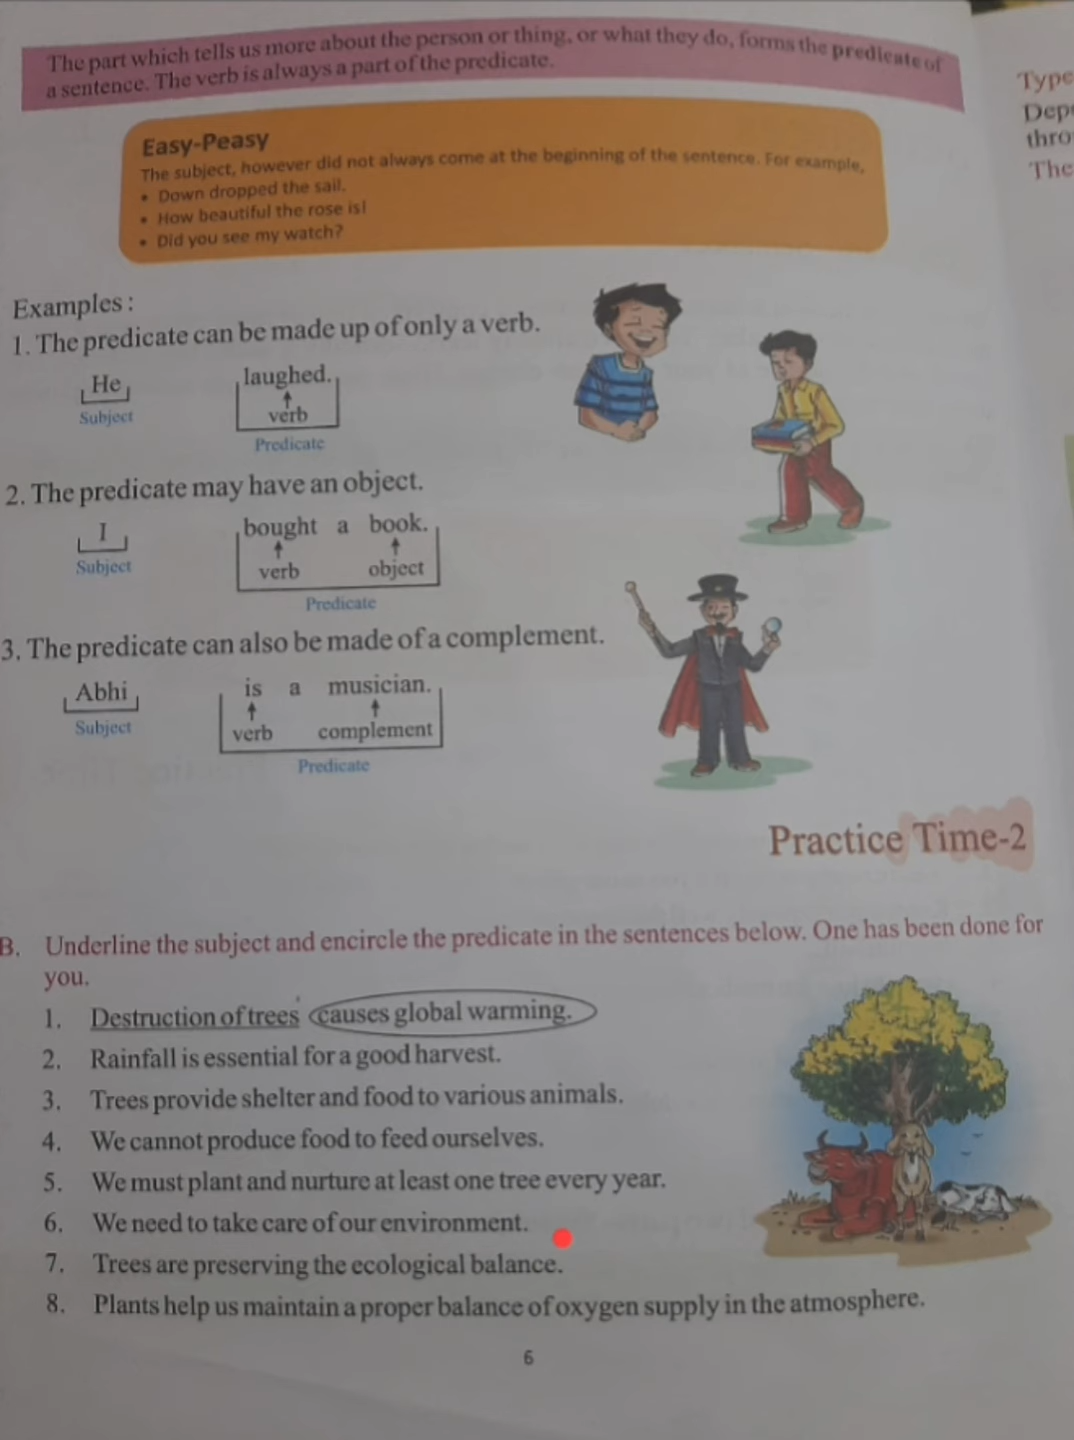 The part which tells us more about the person or thing, or what they do, forms the predicate of
a sentence. The verb is always a part of the predicate.
Type
Dep
thro
The
Easy-Peasy
The subject, however did not always come at the beginning of the sentence. For example,
• Down dropped the sail.
• How beautiful the rose is!
• Did you see my watch?
Examples :
1. The predicate can be made up of only a verb.
He laughed.
verb
Subject
Predicate
2. The predicate may have an object.
I bought a book.
verb object
Subject
Predicate
3. The predicate can also be made of a complement.
Abhi is a musician.
Subject verb complement
Predicate
Practice Time-2
B. Underline the subject and encircle the predicate in the sentences below. One has been done for
you.
1. Destruction of trees causes global warming.
2. Rainfall is essential for a good harvest.
3. Trees provide shelter and food to various animals.
4. We cannot produce food to feed ourselves.
5. We must plant and nurture at least one tree every year.
6. We need to take care of our environment.
7. Trees are preserving the ecological balance.
8. Plants help us maintain a proper balance of oxygen supply in the atmosphere.
6